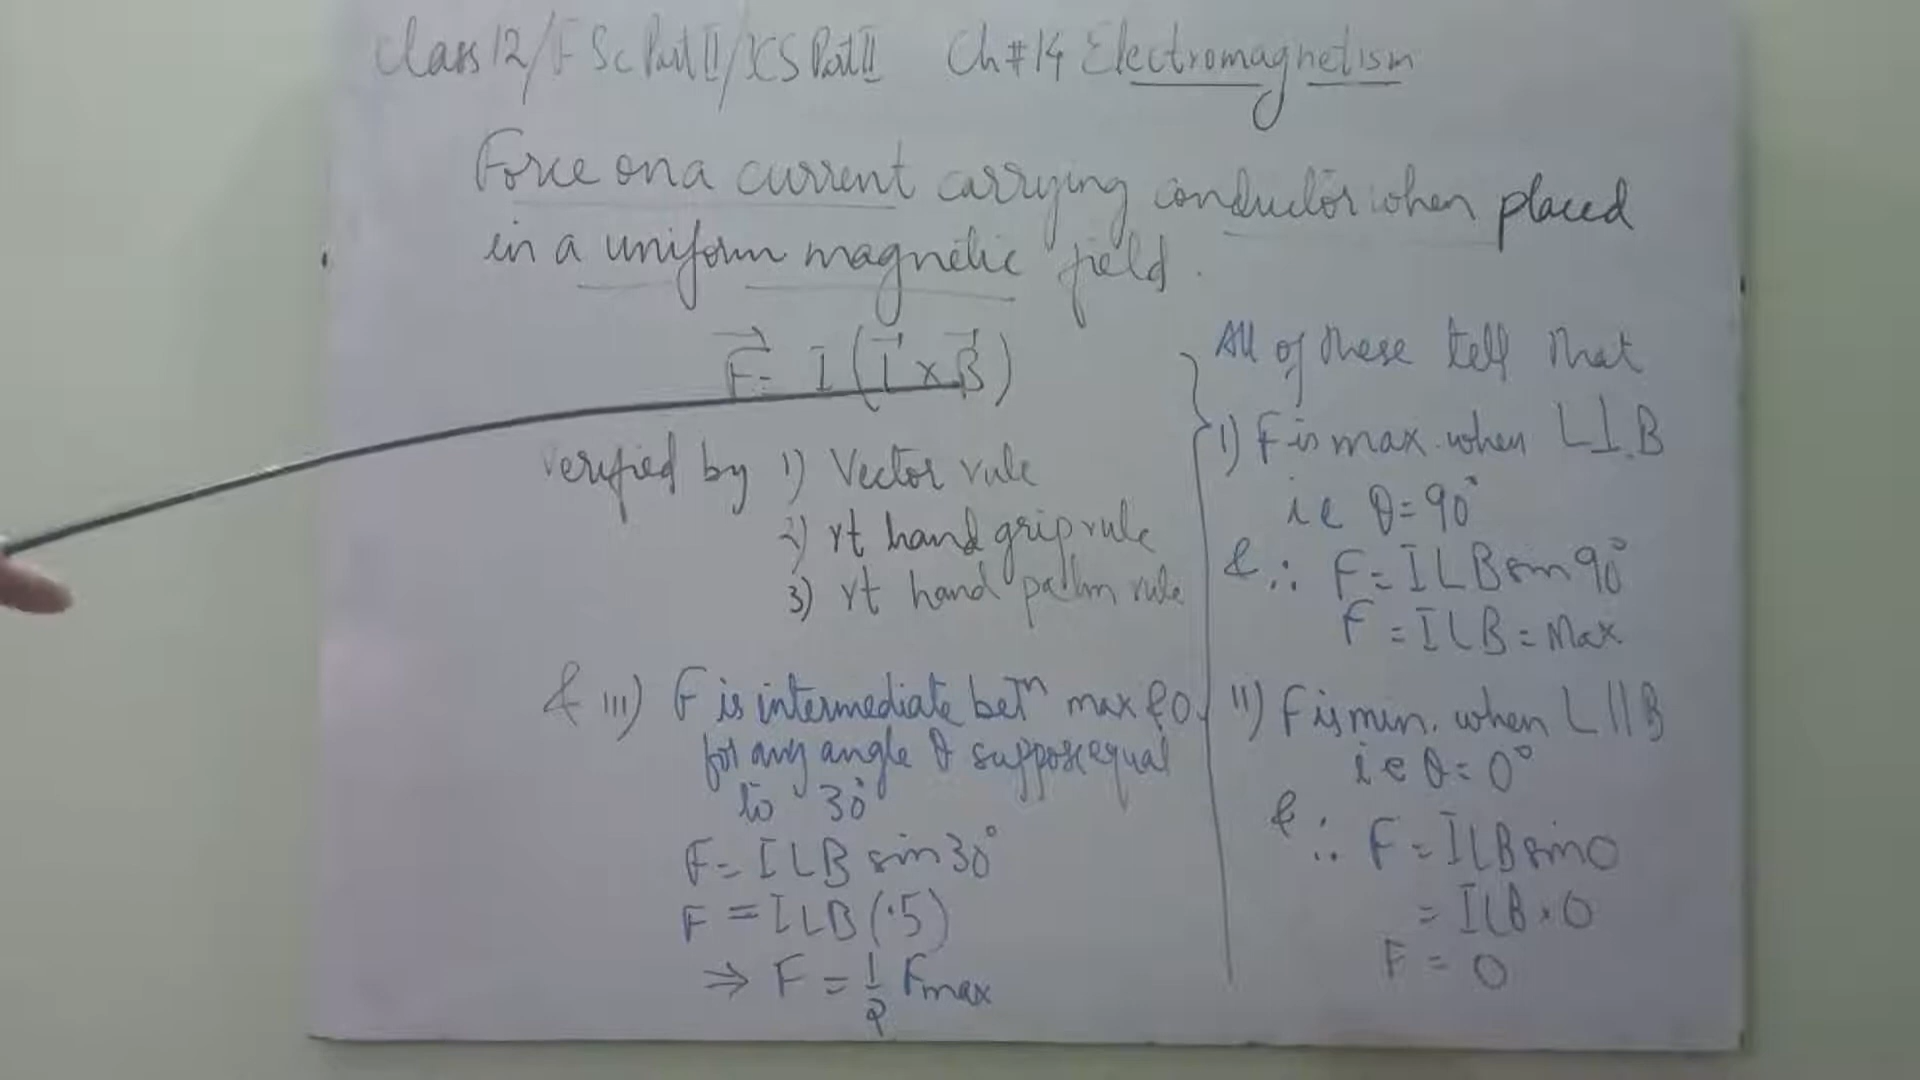 Class 12/F Sc Part II/ICS Part II Ch # 14 Electromagnetism
Force on a current carrying conductor when placed
in a uniform magnetic field.
F⃗ = I (L⃗ × B⃗)
verified by 1) Vector rule
2) rt hand grip rule
3) rt hand palm rule
& III) F is intermediate betⁿ max & 0
for any angle θ suppose equal
to 30°
F = ILB sin 30°
F = ILB (.5)
⇒ F = 1/2 Fmax
All of these tell that
1) F is max. when L⊥B
ie θ = 90°
& ∴ F = ILB sin 90°
F = ILB = Max
II) F is min. when L || B
ie θ = 0°
& ∴ F = ILB sin 0
= ILB × 0
F = 0